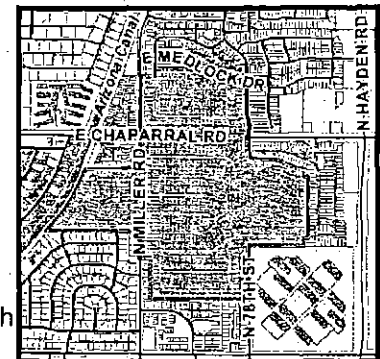 E MEDLOCK DR
Arizona Canal
N HAYDEN RD
E CHAPARRAL RD
N MILLER RD
N 78TH ST
h